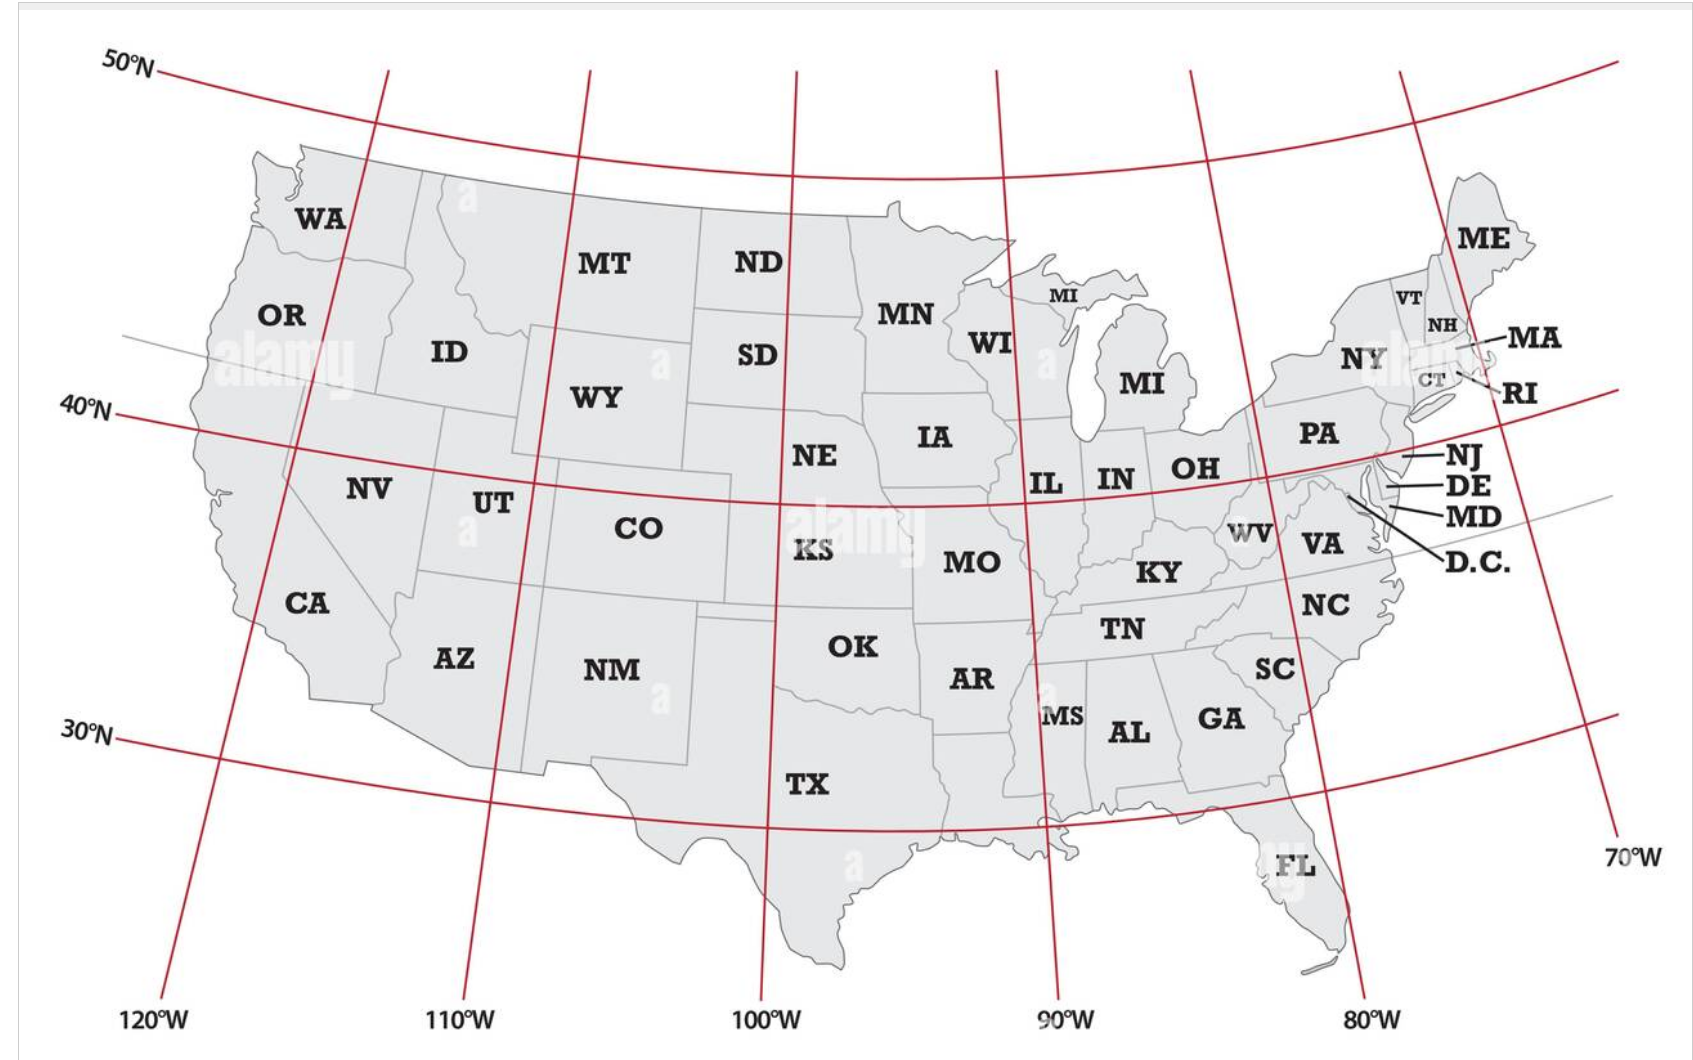 50°N
WA
MT
ND
MN
ME
MI
VT
OR
NH
MA
WI
NY
ID
SD
CT
RI
WY
MI
40°N
PA
IA
NE
NJ
OH
IN
IL
DE
NV
UT
MD
CO
WV
VA
KS
MO
D.C.
KY
CA
NC
TN
OK
AZ
NM
AR
SC
MS
GA
AL
30°N
TX
FL
70°W
120°W
110°W
100°W
90°W
80°W
alamy
alamy
alamy
a
a
a
a
a
a
a